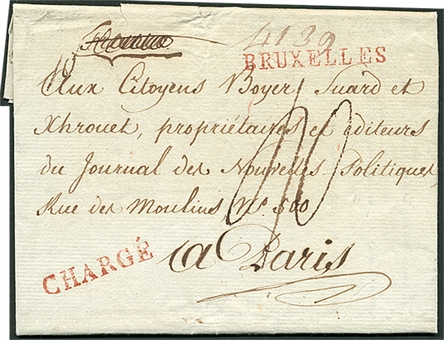 4129
BRUXELLES
Aux Citoyens Boyer, Suard et
Xhrouet, propriétaires et éditeurs
du Journal des Nouvelles Politiques,
Rue des Moulins No. 500
a Paris
CHARGÉ